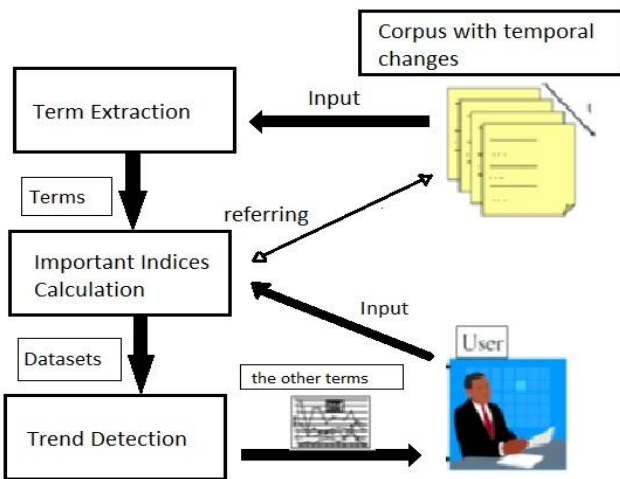 Corpus with temporal
changes
Input
t
Term Extraction
Terms
referring
Important Indices
Calculation
Input
Datasets
User
the other terms
Trend Detection